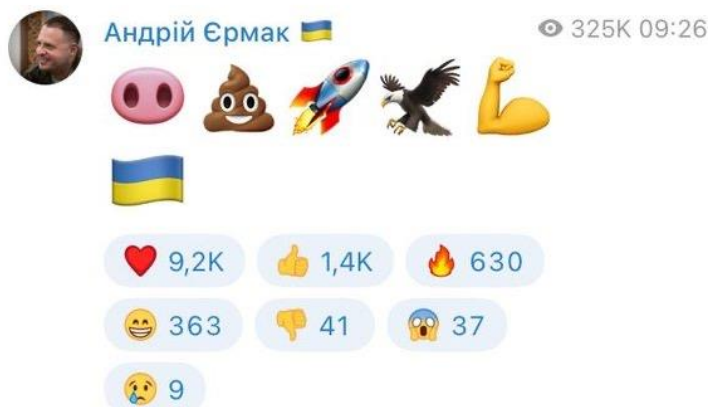 Андрій Єрмак 🇺🇦 325K 09:26
🐽 💩 🚀 🦅 💪
🇺🇦
❤️ 9,2K 👍 1,4K 🔥 630
😁 363 👎 41 😱 37
😢 9